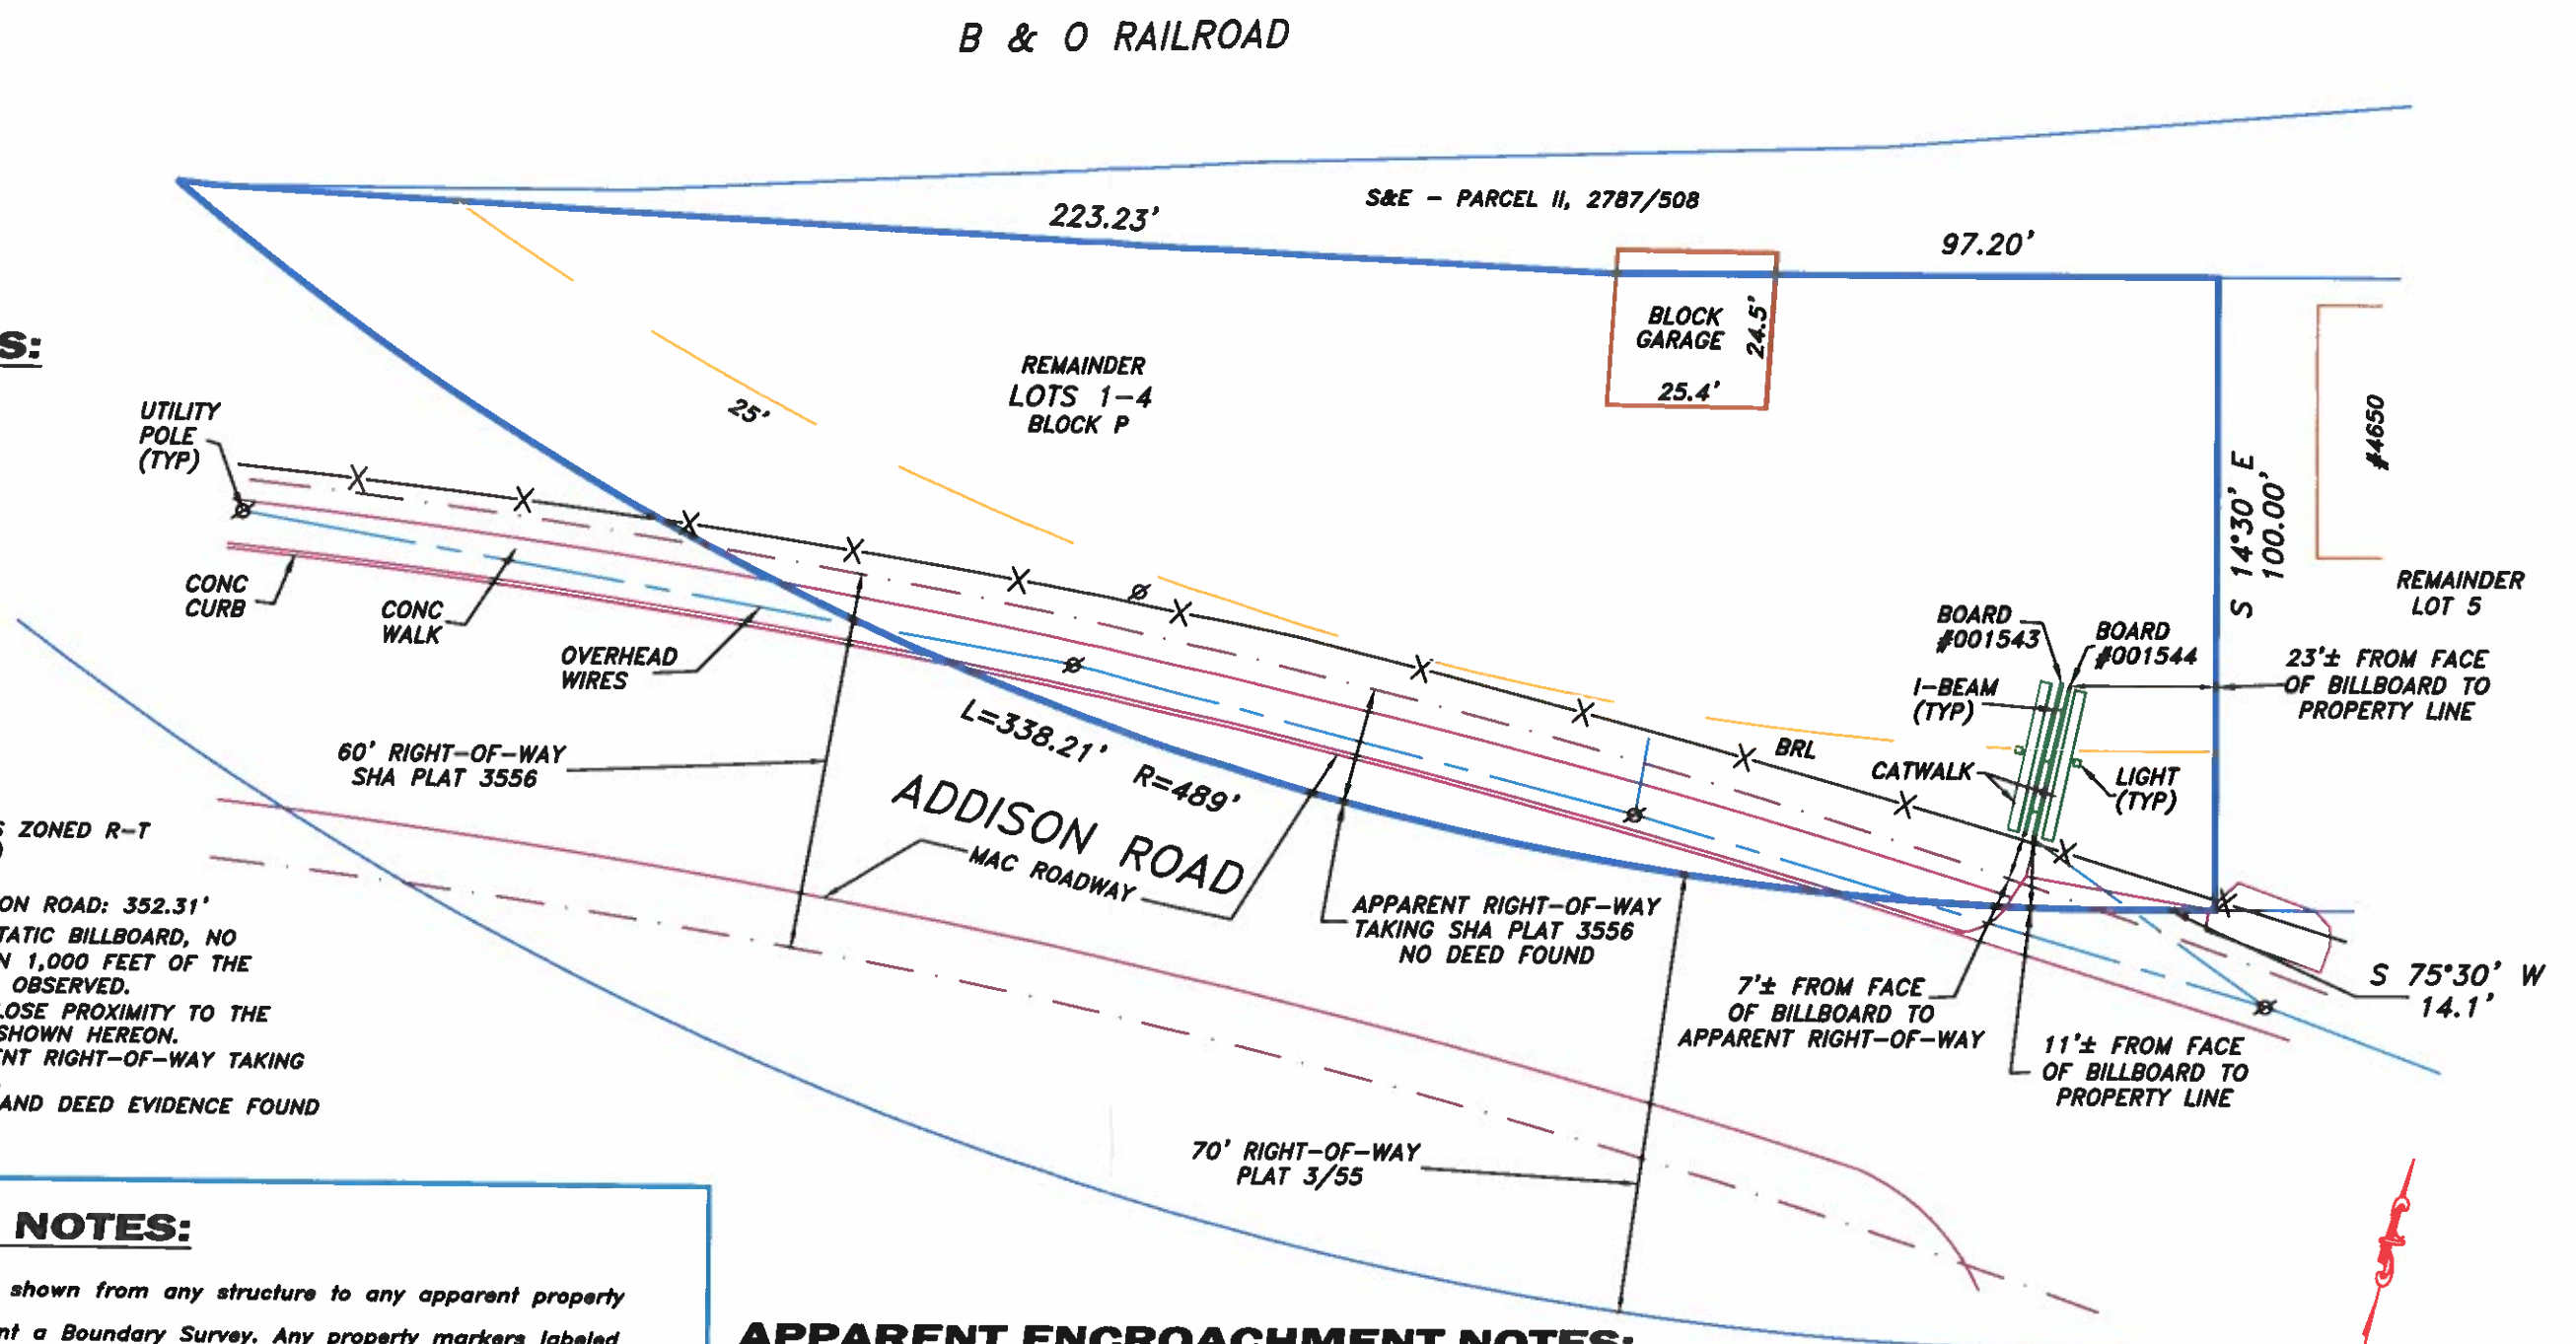 B & O RAILROAD
S&E - PARCEL II, 2787/508
223.23'
97.20'
BLOCK
GARAGE
24.5'
25.4'
S:
REMAINDER
LOTS 1-4
BLOCK P
25'
#4650
S 14°30' E
100.00'
UTILITY
POLE
(TYP)
CONC
CURB
CONC
WALK
OVERHEAD
WIRES
REMAINDER
LOT 5
BOARD
#001543
BOARD
#001544
I-BEAM
(TYP)
23'± FROM FACE
OF BILLBOARD TO
PROPERTY LINE
BRL
CATWALK
LIGHT
(TYP)
60' RIGHT-OF-WAY
SHA PLAT 3556
L=338.21' R=489'
ADDISON ROAD
MAC ROADWAY
APPARENT RIGHT-OF-WAY
TAKING SHA PLAT 3556
NO DEED FOUND
S 75°30' W
14.1'
7'± FROM FACE
OF BILLBOARD TO
APPARENT RIGHT-OF-WAY
11'± FROM FACE
OF BILLBOARD TO
PROPERTY LINE
ZONED R-T
ON ROAD: 352.31'
TATIC BILLBOARD, NO
N 1,000 FEET OF THE
OBSERVED.
LOSE PROXIMITY TO THE
SHOWN HEREON.
ENT RIGHT-OF-WAY TAKING
AND DEED EVIDENCE FOUND
70' RIGHT-OF-WAY
PLAT 3/55
NOTES:
shown from any structure to any apparent property
nt a Boundary Survey. Any property markers labeled
APPARENT ENCROACHMENT NOTES: